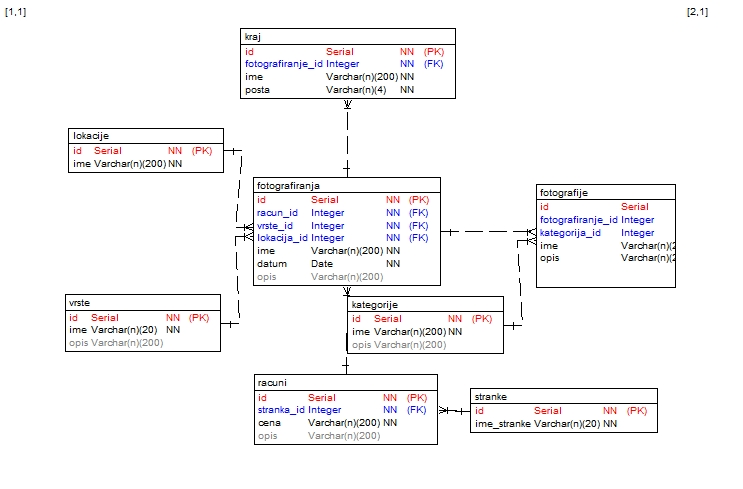 [1,1] [2,1]
kraj
id Serial NN (PK)
fotografiranje_id Integer NN (FK)
ime Varchar(n)(200) NN
posta Varchar(n)(4) NN
lokacije
id Serial NN (PK)
ime Varchar(n)(200) NN
fotografiranja
id Serial NN (PK)
racun_id Integer NN (FK)
vrste_id Integer NN (FK)
lokacija_id Integer NN (FK)
ime Varchar(n)(200) NN
datum Date NN
opis Varchar(n)(200)
fotografije
id Serial
fotografiranje_id Integer
kategorija_id Integer
ime Varchar(n)(2
opis Varchar(n)(2
vrste
id Serial NN (PK)
ime Varchar(n)(20) NN
opis Varchar(n)(200)
kategorije
id Serial NN (PK)
ime Varchar(n)(200) NN
opis Varchar(n)(200)
racuni
id Serial NN (PK)
stranka_id Integer NN (FK)
cena Varchar(n)(200) NN
opis Varchar(n)(200)
stranke
id Serial NN (PK)
ime_stranke Varchar(n)(20) NN